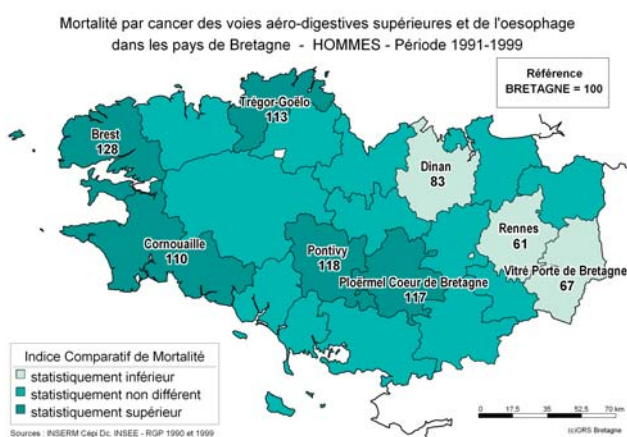 Mortalité par cancer des voies aéro-digestives supérieures et de l'oesophage
dans les pays de Bretagne - HOMMES - Période 1991-1999
Référence
BRETAGNE = 100
Trégor-Goëlo
113
Brest
128
Dinan
83
Rennes
61
Cornouaille
110
Pontivy
118
Ploërmel Coeur de Bretagne
117
Vitré Porte de Bretagne
67
Indice Comparatif de Mortalité
statistiquement inférieur
statistiquement non différent
statistiquement supérieur
0 17,5 35 52,5 70 km
Sources : INSERM Cépi Dc, INSEE - RGP 1990 et 1999
(c)ORS Bretagne